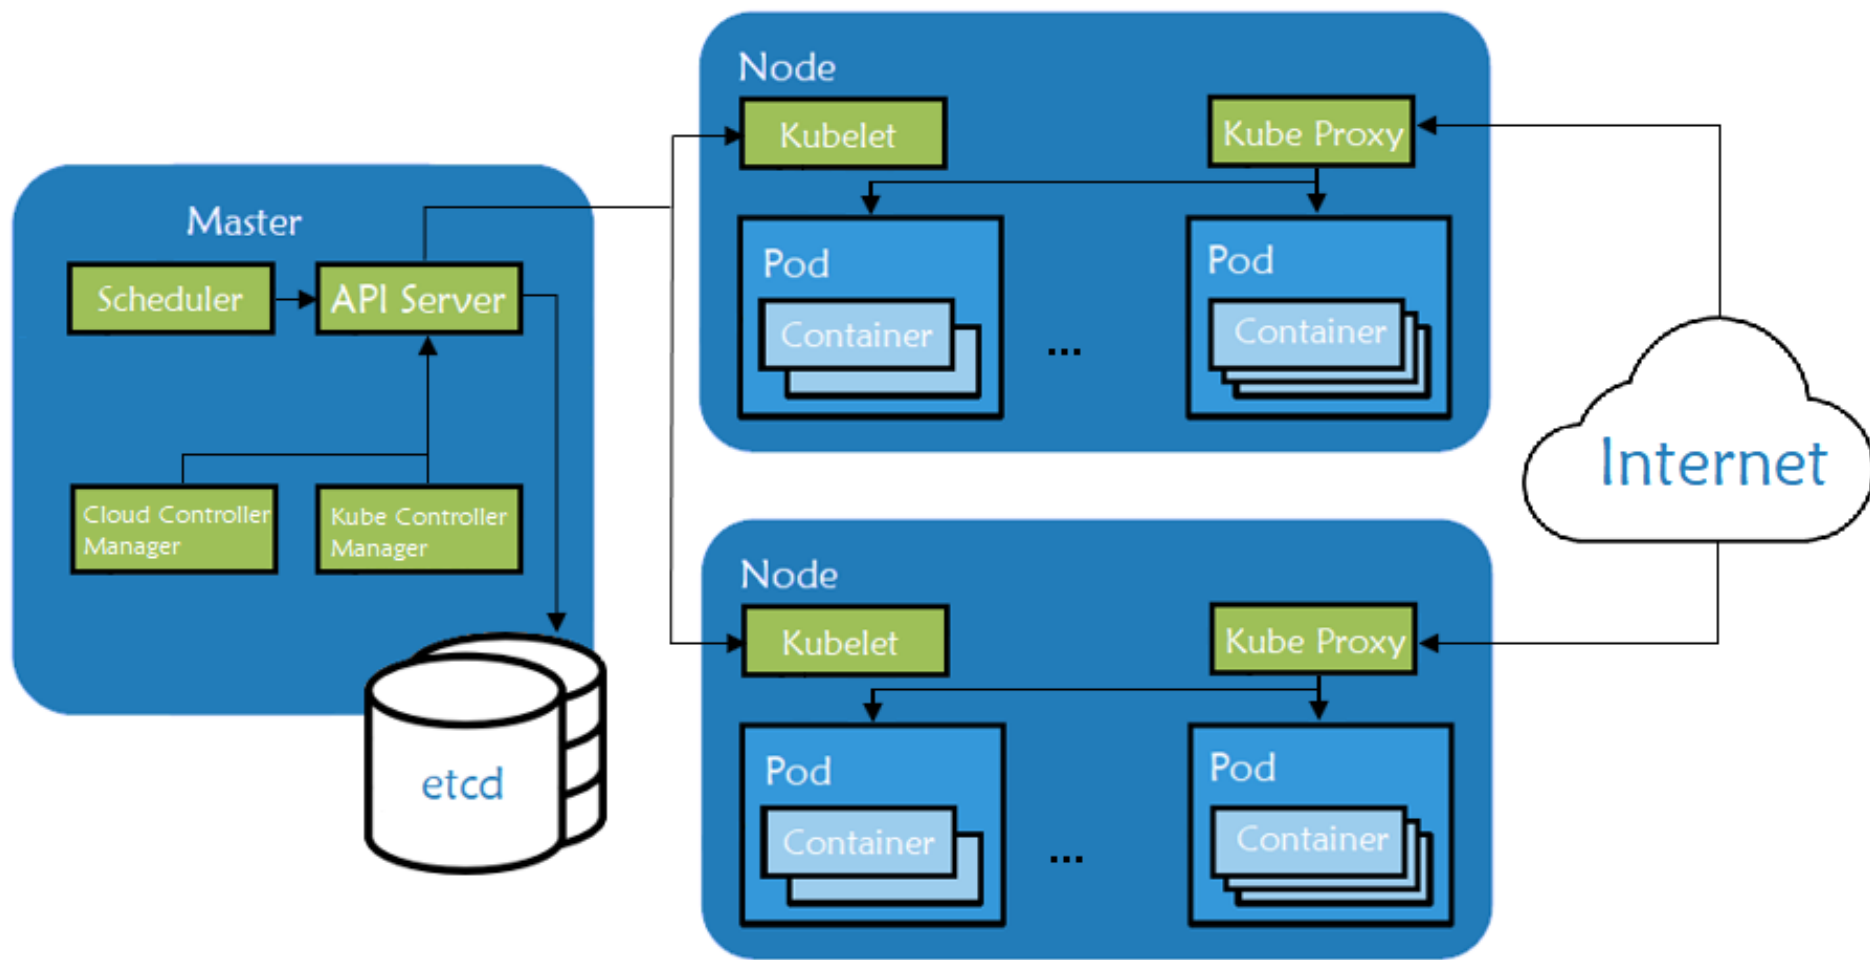 Master
Scheduler
API Server
Cloud Controller
Manager
Kube Controller
Manager
etcd
Node
Kubelet
Kube Proxy
Pod
Container
...
Pod
Container
Node
Kubelet
Kube Proxy
Pod
Container
...
Pod
Container
Internet